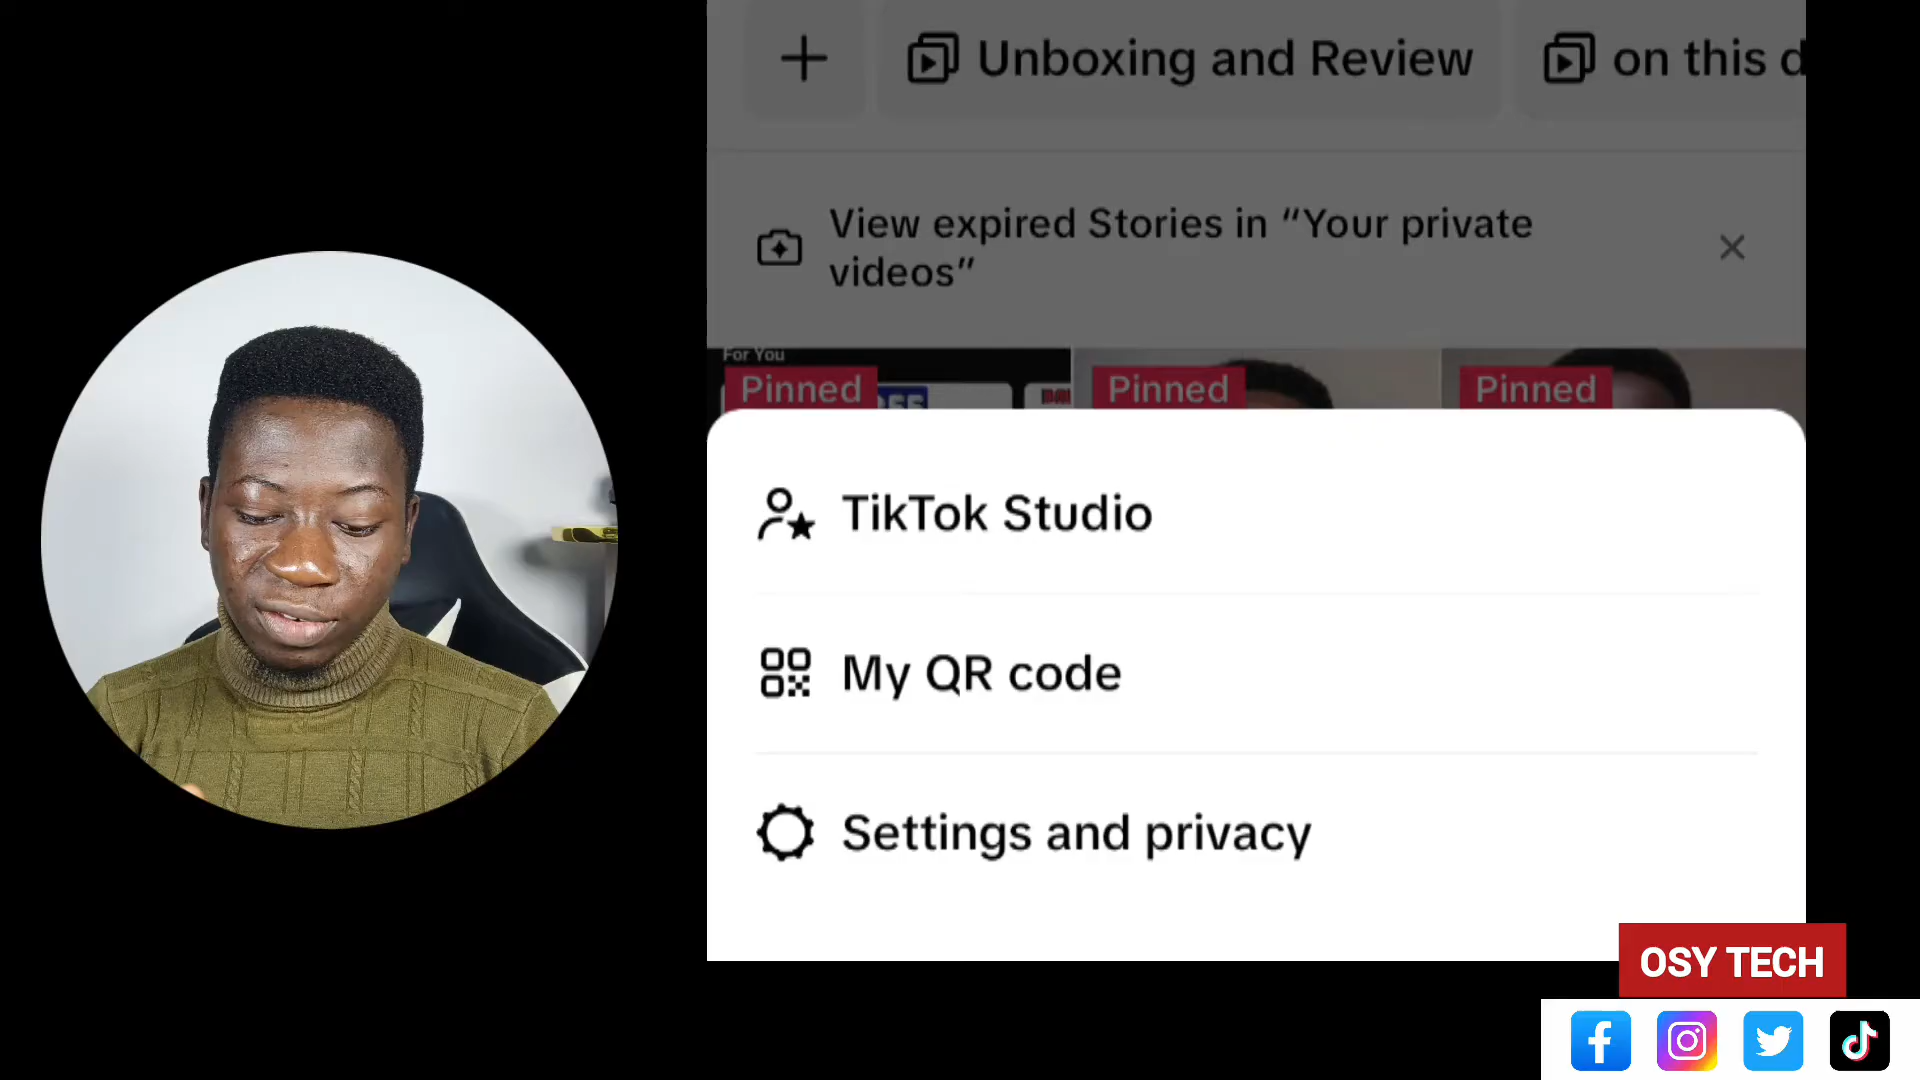 Unboxing and Review
on this d
View expired Stories in “Your private
videos”
For You
Pinned
Pinned
Pinned
TikTok Studio
My QR code
Settings and privacy
OSY TECH